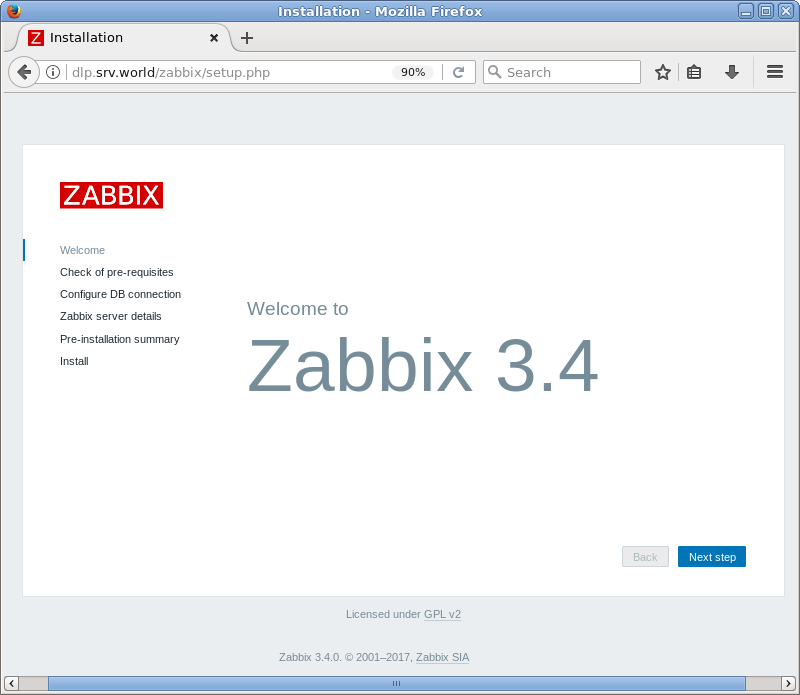 Installation - Mozilla Firefox
Z Installation
dlp.srv.world/zabbix/setup.php 90% Search
ZABBIX
Welcome
Check of pre-requisites
Configure DB connection
Zabbix server details
Pre-installation summary
Install
Welcome to
Zabbix 3.4
Back Next step
Licensed under GPL v2
Zabbix 3.4.0. © 2001–2017, Zabbix SIA